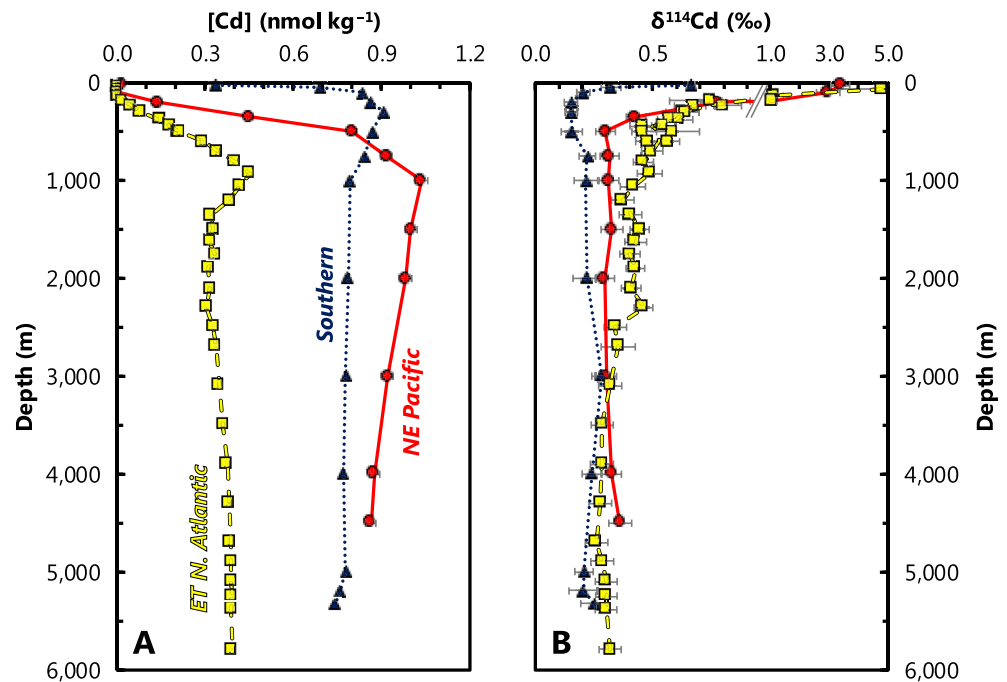 [Cd] (nmol kg⁻¹)
δ¹¹⁴Cd (‰)
0.0 0.3 0.6 0.9 1.2
0.0 0.5 1.0 3.0 5.0
0
1,000
2,000
3,000
4,000
5,000
6,000
Depth (m)
Southern
NE Pacific
ET N. Atlantic
A
B
0
1,000
2,000
3,000
4,000
5,000
6,000
Depth (m)